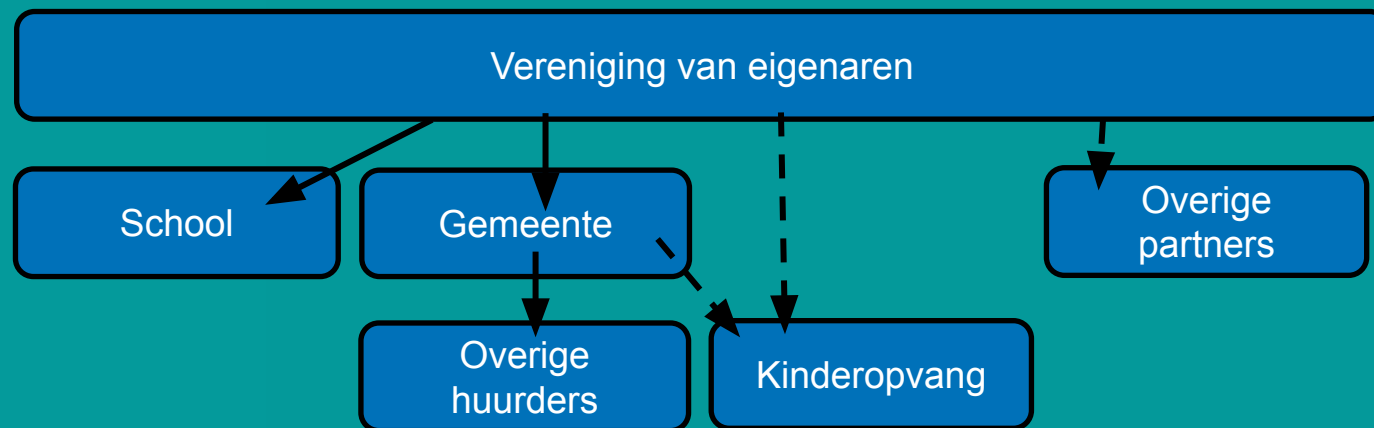 Vereniging van eigenaren
School
Gemeente
Overige
partners
Overige
huurders
Kinderopvang